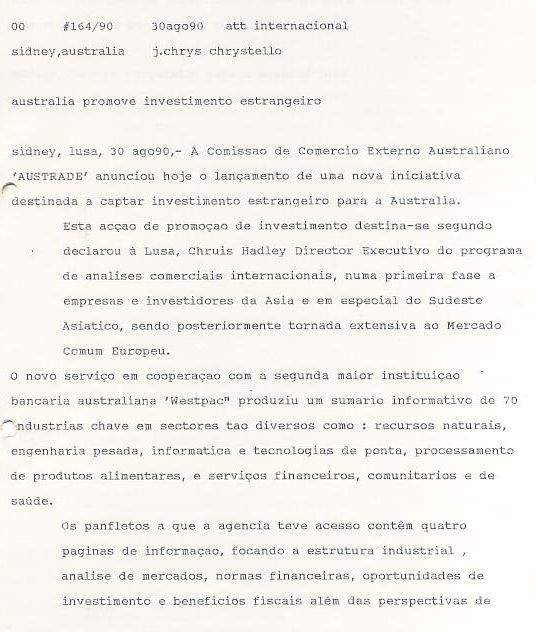 00 #164/90 30ago90 att internacional
sidney,australia j.chrys chrystello
australia promove investimento estrangeiro
sidney, lusa, 30 ago90,- A Comissao de Comercio Externo Australiano
'AUSTRADE' anunciou hoje o lançamento de uma nova iniciativa
destinada a captar investimento estrangeiro para a Australia.
Esta acçao de promoçao de investimento destina-se segundo
declarou à Lusa, Chruis Hadley Director Executivo do programa
de analises comerciais internacionais, numa primeira fase a
empresas e investidores da Asia e em especial do Sudeste
Asiatico, sendo posteriormente tornada extensiva ao Mercado
Comum Europeu.
O novo serviço em cooperaçao com a segunda maior instituiçao
bancaria australiana 'Westpac" produziu um sumario informativo de 70
industrias chave em sectores tao diversos como : recursos naturais,
engenharia pesada, informatica e tecnologias de ponta, processamento
de produtos alimentares, e serviços financeiros, comunitarios e de
saúde.
Os panfletos a que a agencia teve acesso contêm quatro
paginas de informaçao, focando a estrutura industrial ,
analise de mercados, normas financeiras, oportunidades de
investimento e beneficios fiscais além das perspectivas de